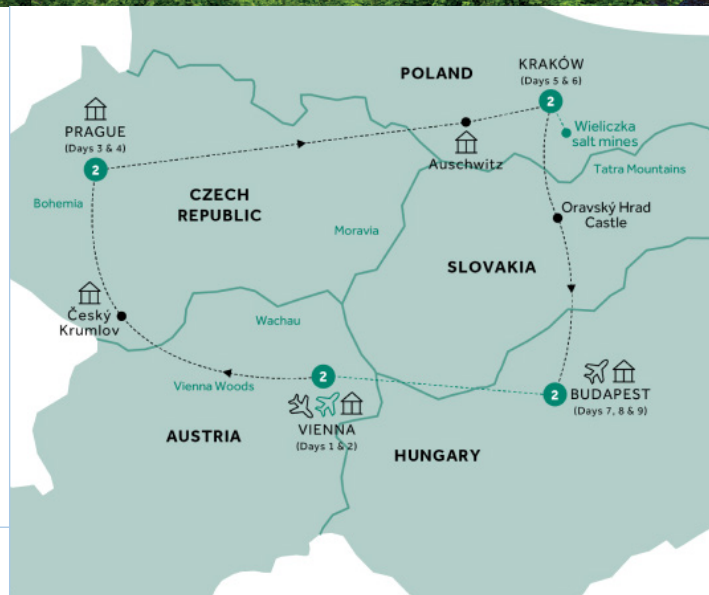 POLAND
KRAKÓW
(Days 5 & 6)
2
PRAGUE
(Days 3 & 4)
2
Wieliczka
salt mines
Auschwitz
Tatra Mountains
Bohemia
CZECH
REPUBLIC
Oravský Hrad
Castle
Moravia
SLOVAKIA
Český
Krumlov
Wachau
Vienna Woods
2
VIENNA
(Days 1 & 2)
2
BUDAPEST
(Days 7, 8 & 9)
AUSTRIA
HUNGARY